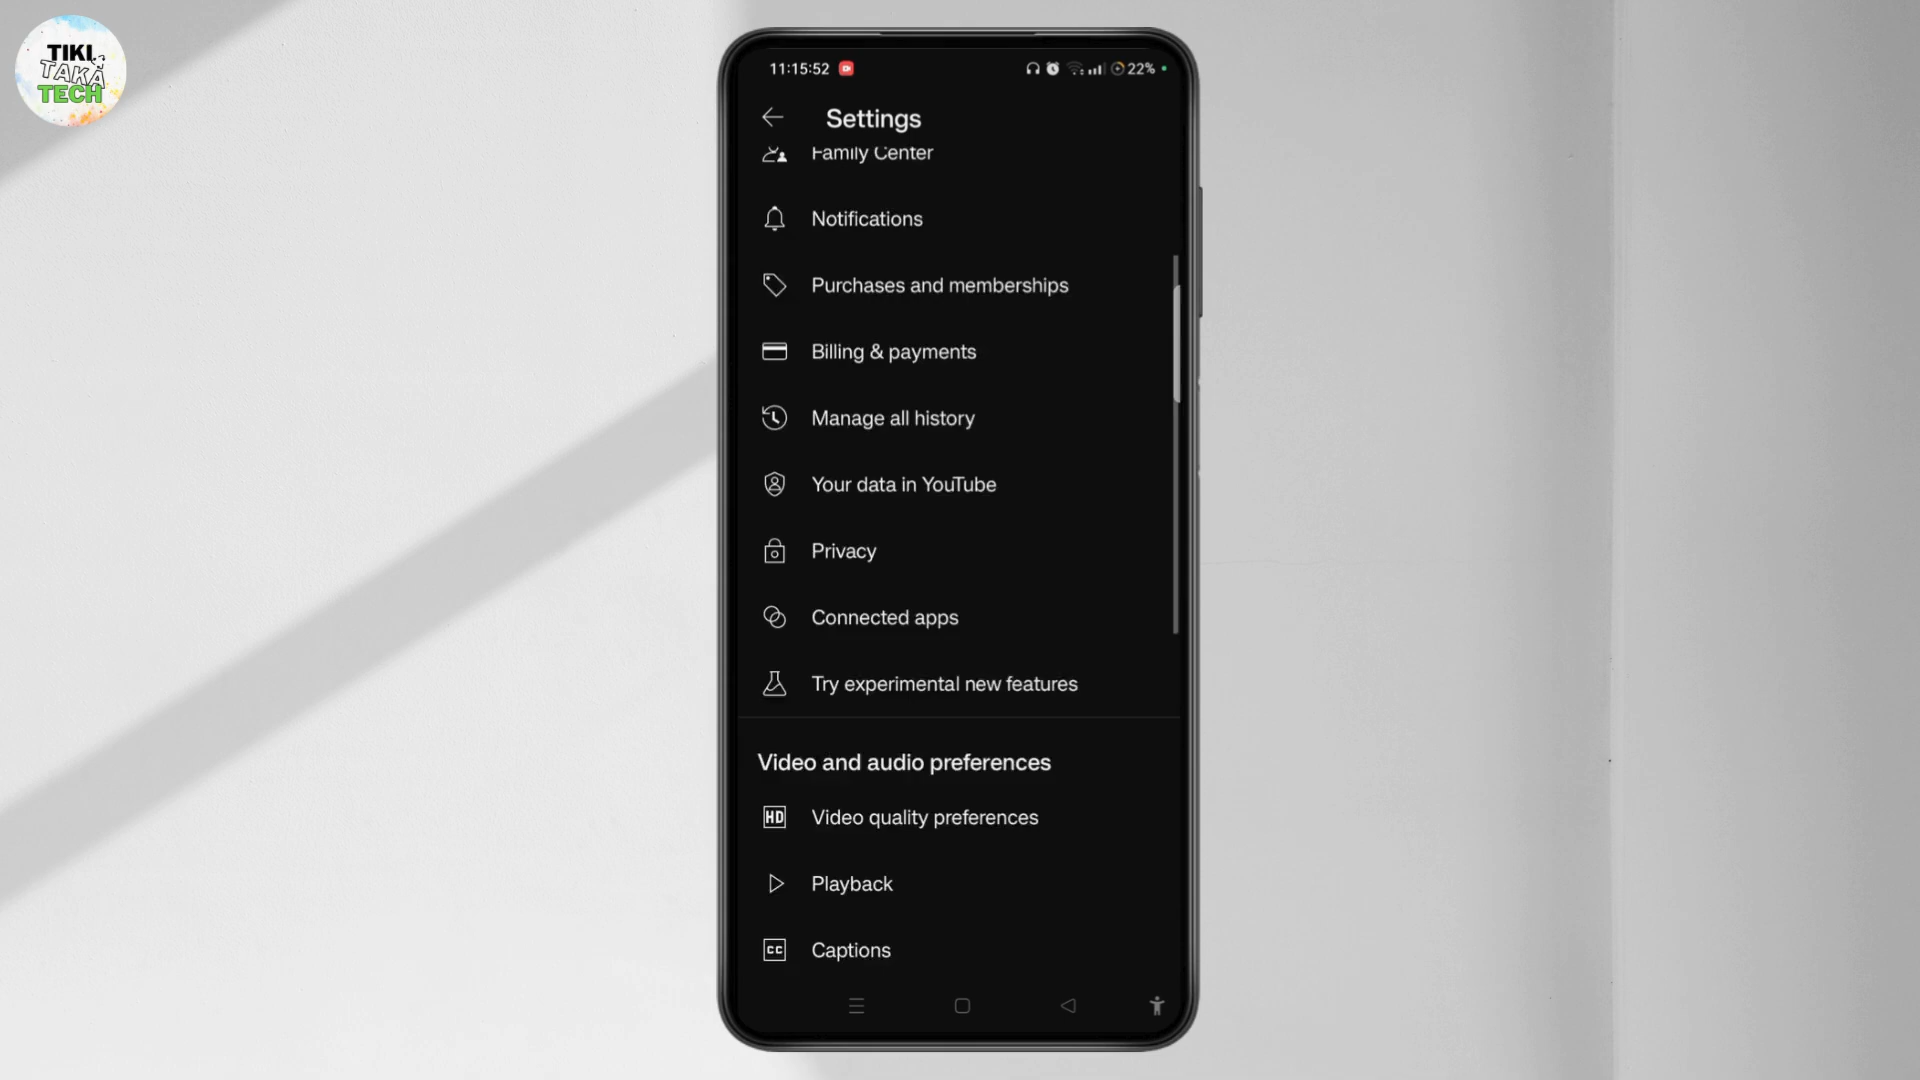 TIKI
TAKA
TECH
11:15:52
22%
Settings
Family Center
Notifications
Purchases and memberships
Billing & payments
Manage all history
Your data in YouTube
Privacy
Connected apps
Try experimental new features
Video and audio preferences
HD Video quality preferences
Playback
CC Captions